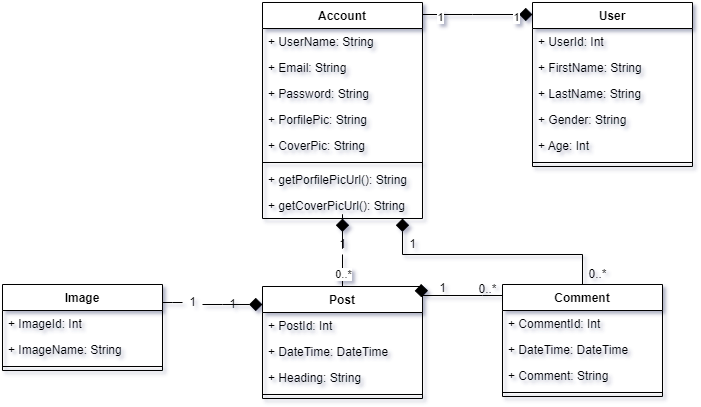 Account
+ UserName: String
+ Email: String
+ Password: String
+ PorfilePic: String
+ CoverPic: String
+ getPorfilePicUrl(): String
+ getCoverPicUrl(): String
1
1
User
+ UserId: Int
+ FirstName: String
+ LastName: String
+ Gender: String
+ Age: Int
1
0..*
1
0..*
Image
+ ImageId: Int
+ ImageName: String
1
1
Post
+ PostId: Int
+ DateTime: DateTime
+ Heading: String
1
0..*
Comment
+ CommentId: Int
+ DateTime: DateTime
+ Comment: String